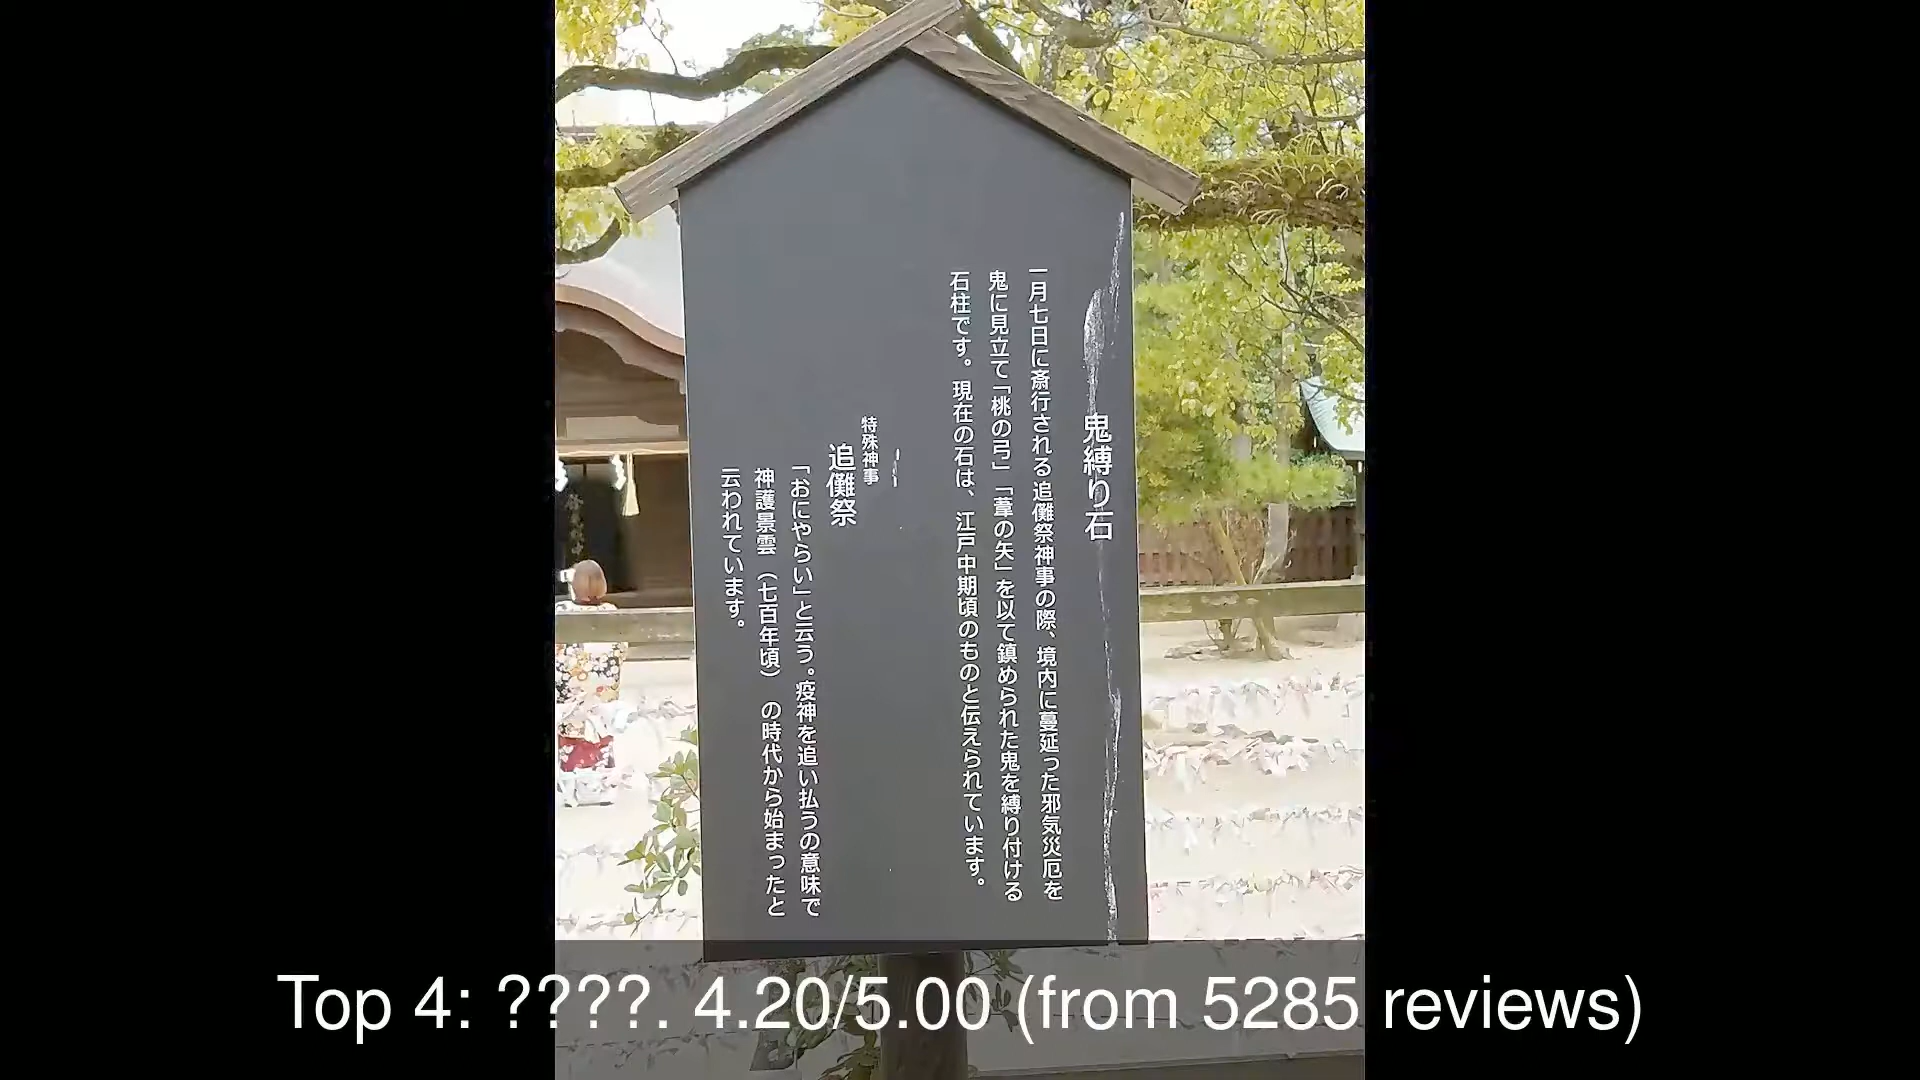 鬼縛り石
一月七日に斎行される 追儺祭神事の際、境内に蔓延った邪気災厄を
鬼に見立て「桃の弓」「葦の矢」を以て鎮められた鬼を縛り付ける
石柱です。現在の石は、江戸中期頃のものと伝えられています。
特殊神事
追儺祭
「おにやらい」と云う。疫神を追い払うの意味で
神護景雲（七百年頃）の時代から始まったと
云われています。
Top 4: ????. 4.20/5.00 (from 5285 reviews)